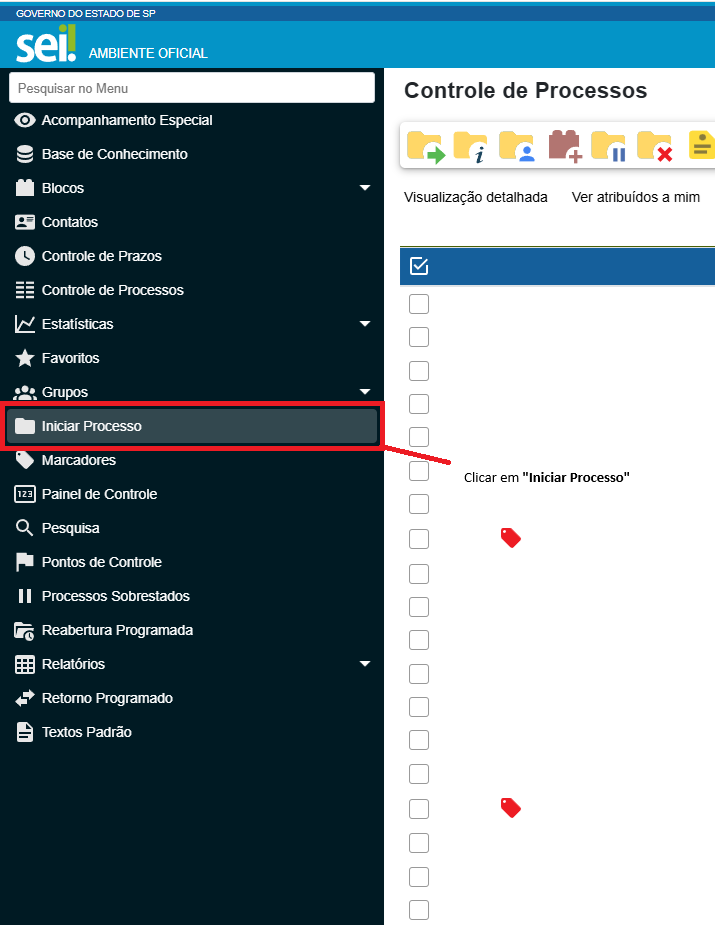 GOVERNO DO ESTADO DE SP
sei! AMBIENTE OFICIAL
Pesquisar no Menu
Acompanhamento Especial
Base de Conhecimento
Blocos
Contatos
Controle de Prazos
Controle de Processos
Estatísticas
Favoritos
Grupos
Iniciar Processo
Marcadores
123 Painel de Controle
Pesquisa
Pontos de Controle
Processos Sobrestados
Reabertura Programada
Relatórios
Retorno Programado
Textos Padrão
Controle de Processos
i
Visualização detalhada Ver atribuídos a mim
Clicar em "Iniciar Processo"